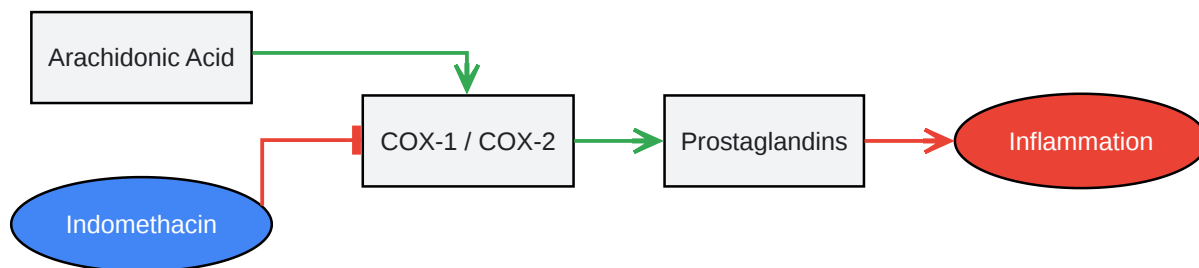 Arachidonic Acid
COX-1 / COX-2
Prostaglandins
Inflammation
Indomethacin